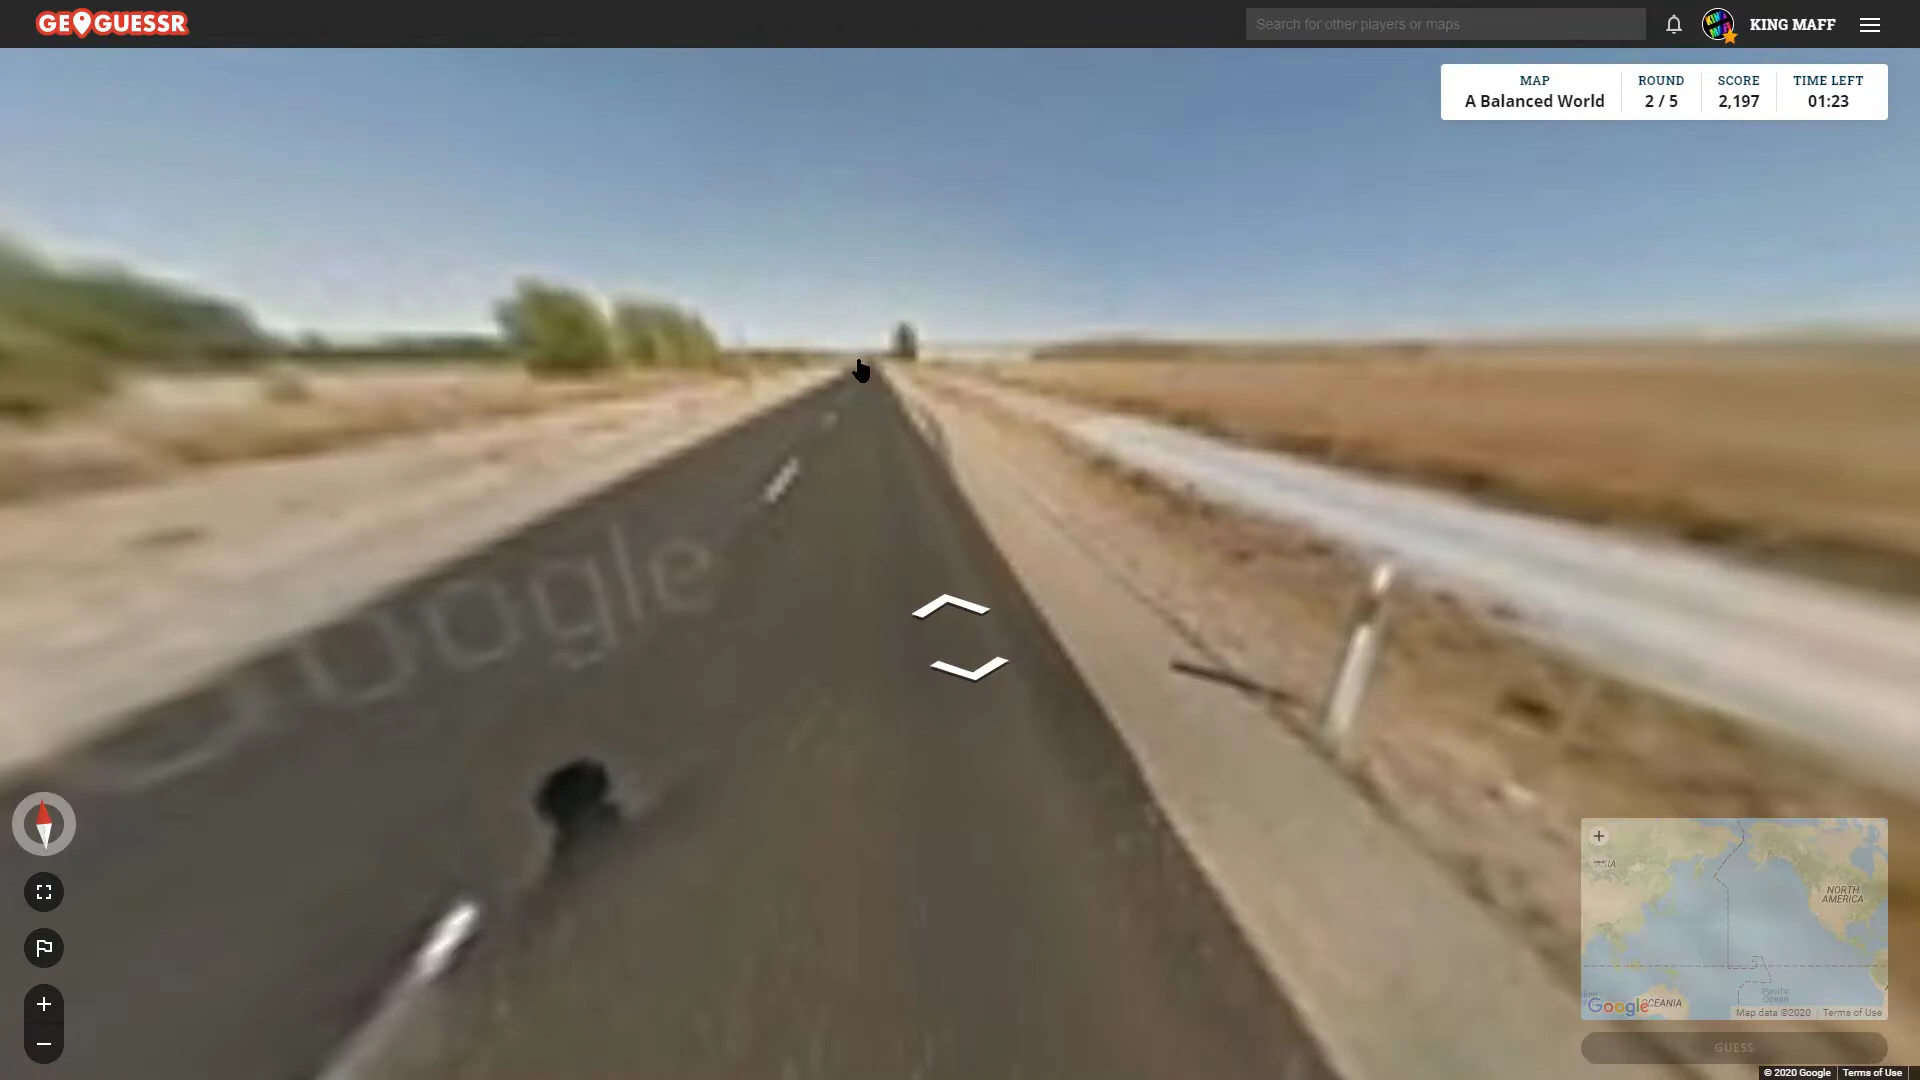 GEOGUESSR
Search for other players or maps
KING MAFF
MAP
A Balanced World
ROUND
2 / 5
SCORE
2,197
TIME LEFT
01:23
Google
ASIA
NORTH
AMERICA
OCEANIA
Pacific
Ocean
Google
Map data ©2020
Terms of Use
GUESS
© 2020 Google
Terms of Use